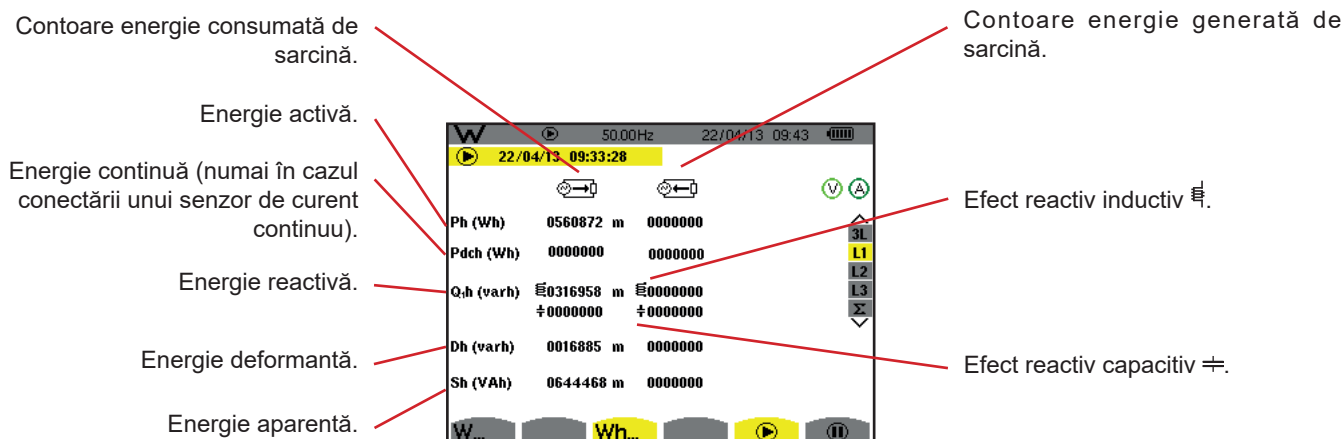 Contoare energie consumată de
sarcină.
Contoare energie generată de
sarcină.
Energie activă.
Energie continuă (numai în cazul
conectării unui senzor de curent
continuu).
Energie reactivă.
Energie deformantă.
Energie aparentă.
W 50.00Hz 22/04/13 09:43
22/04/13 09:33:28
V A
Ph (Wh) 0560872 m 0000000
Pdch (Wh) 0000000 0000000
Q₁h (varh) 0316958 m 0000000
0000000 0000000
Dh (varh) 0016885 m 0000000
Sh (VAh) 0644468 m 0000000
3L
L1
L2
L3
Σ
W... Wh...
Efect reactiv inductiv .
Efect reactiv capacitiv .